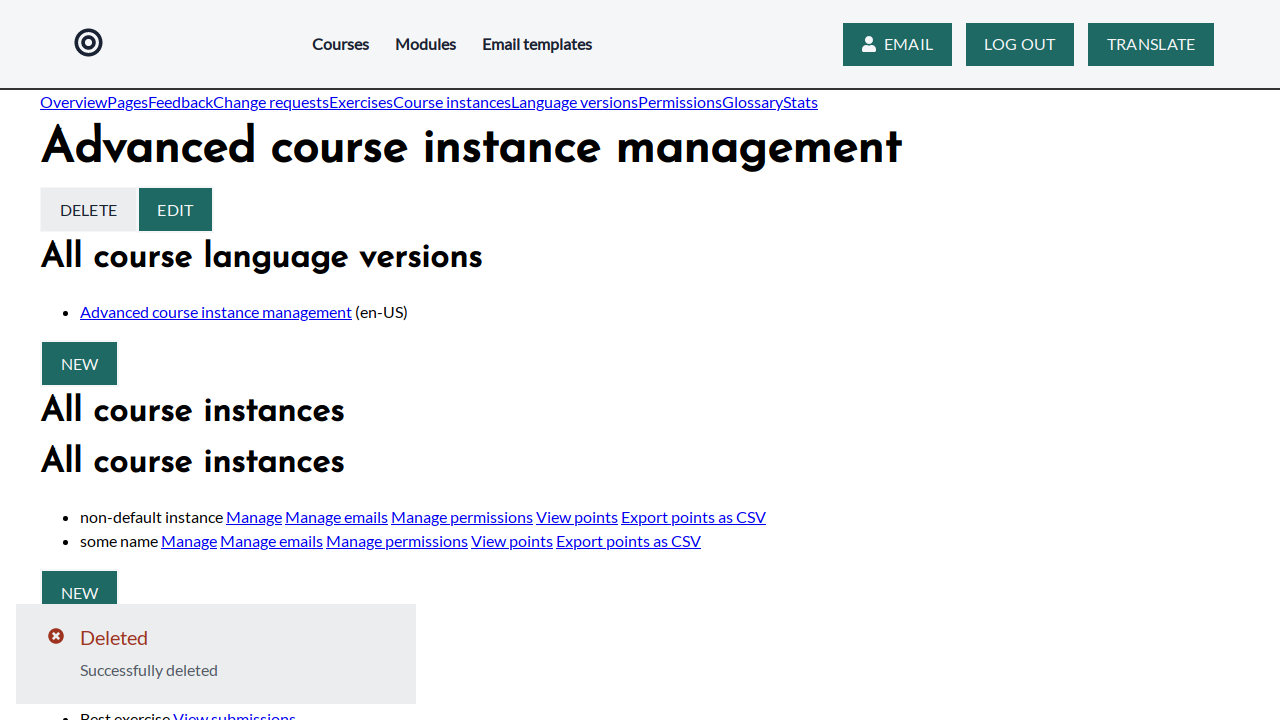 Courses Modules Email templates EMAIL LOG OUT TRANSLATE
OverviewPagesFeedbackChange requestsExercisesCourse instancesLanguage versionsPermissionsGlossaryStats
Advanced course instance management
DELETE EDIT
All course language versions
Advanced course instance management (en-US)
NEW
All course instances
All course instances
non-default instance Manage Manage emails Manage permissions View points Export points as CSV
some name Manage Manage emails Manage permissions View points Export points as CSV
NEW
Deleted
Successfully deleted
Best exercise View submissions